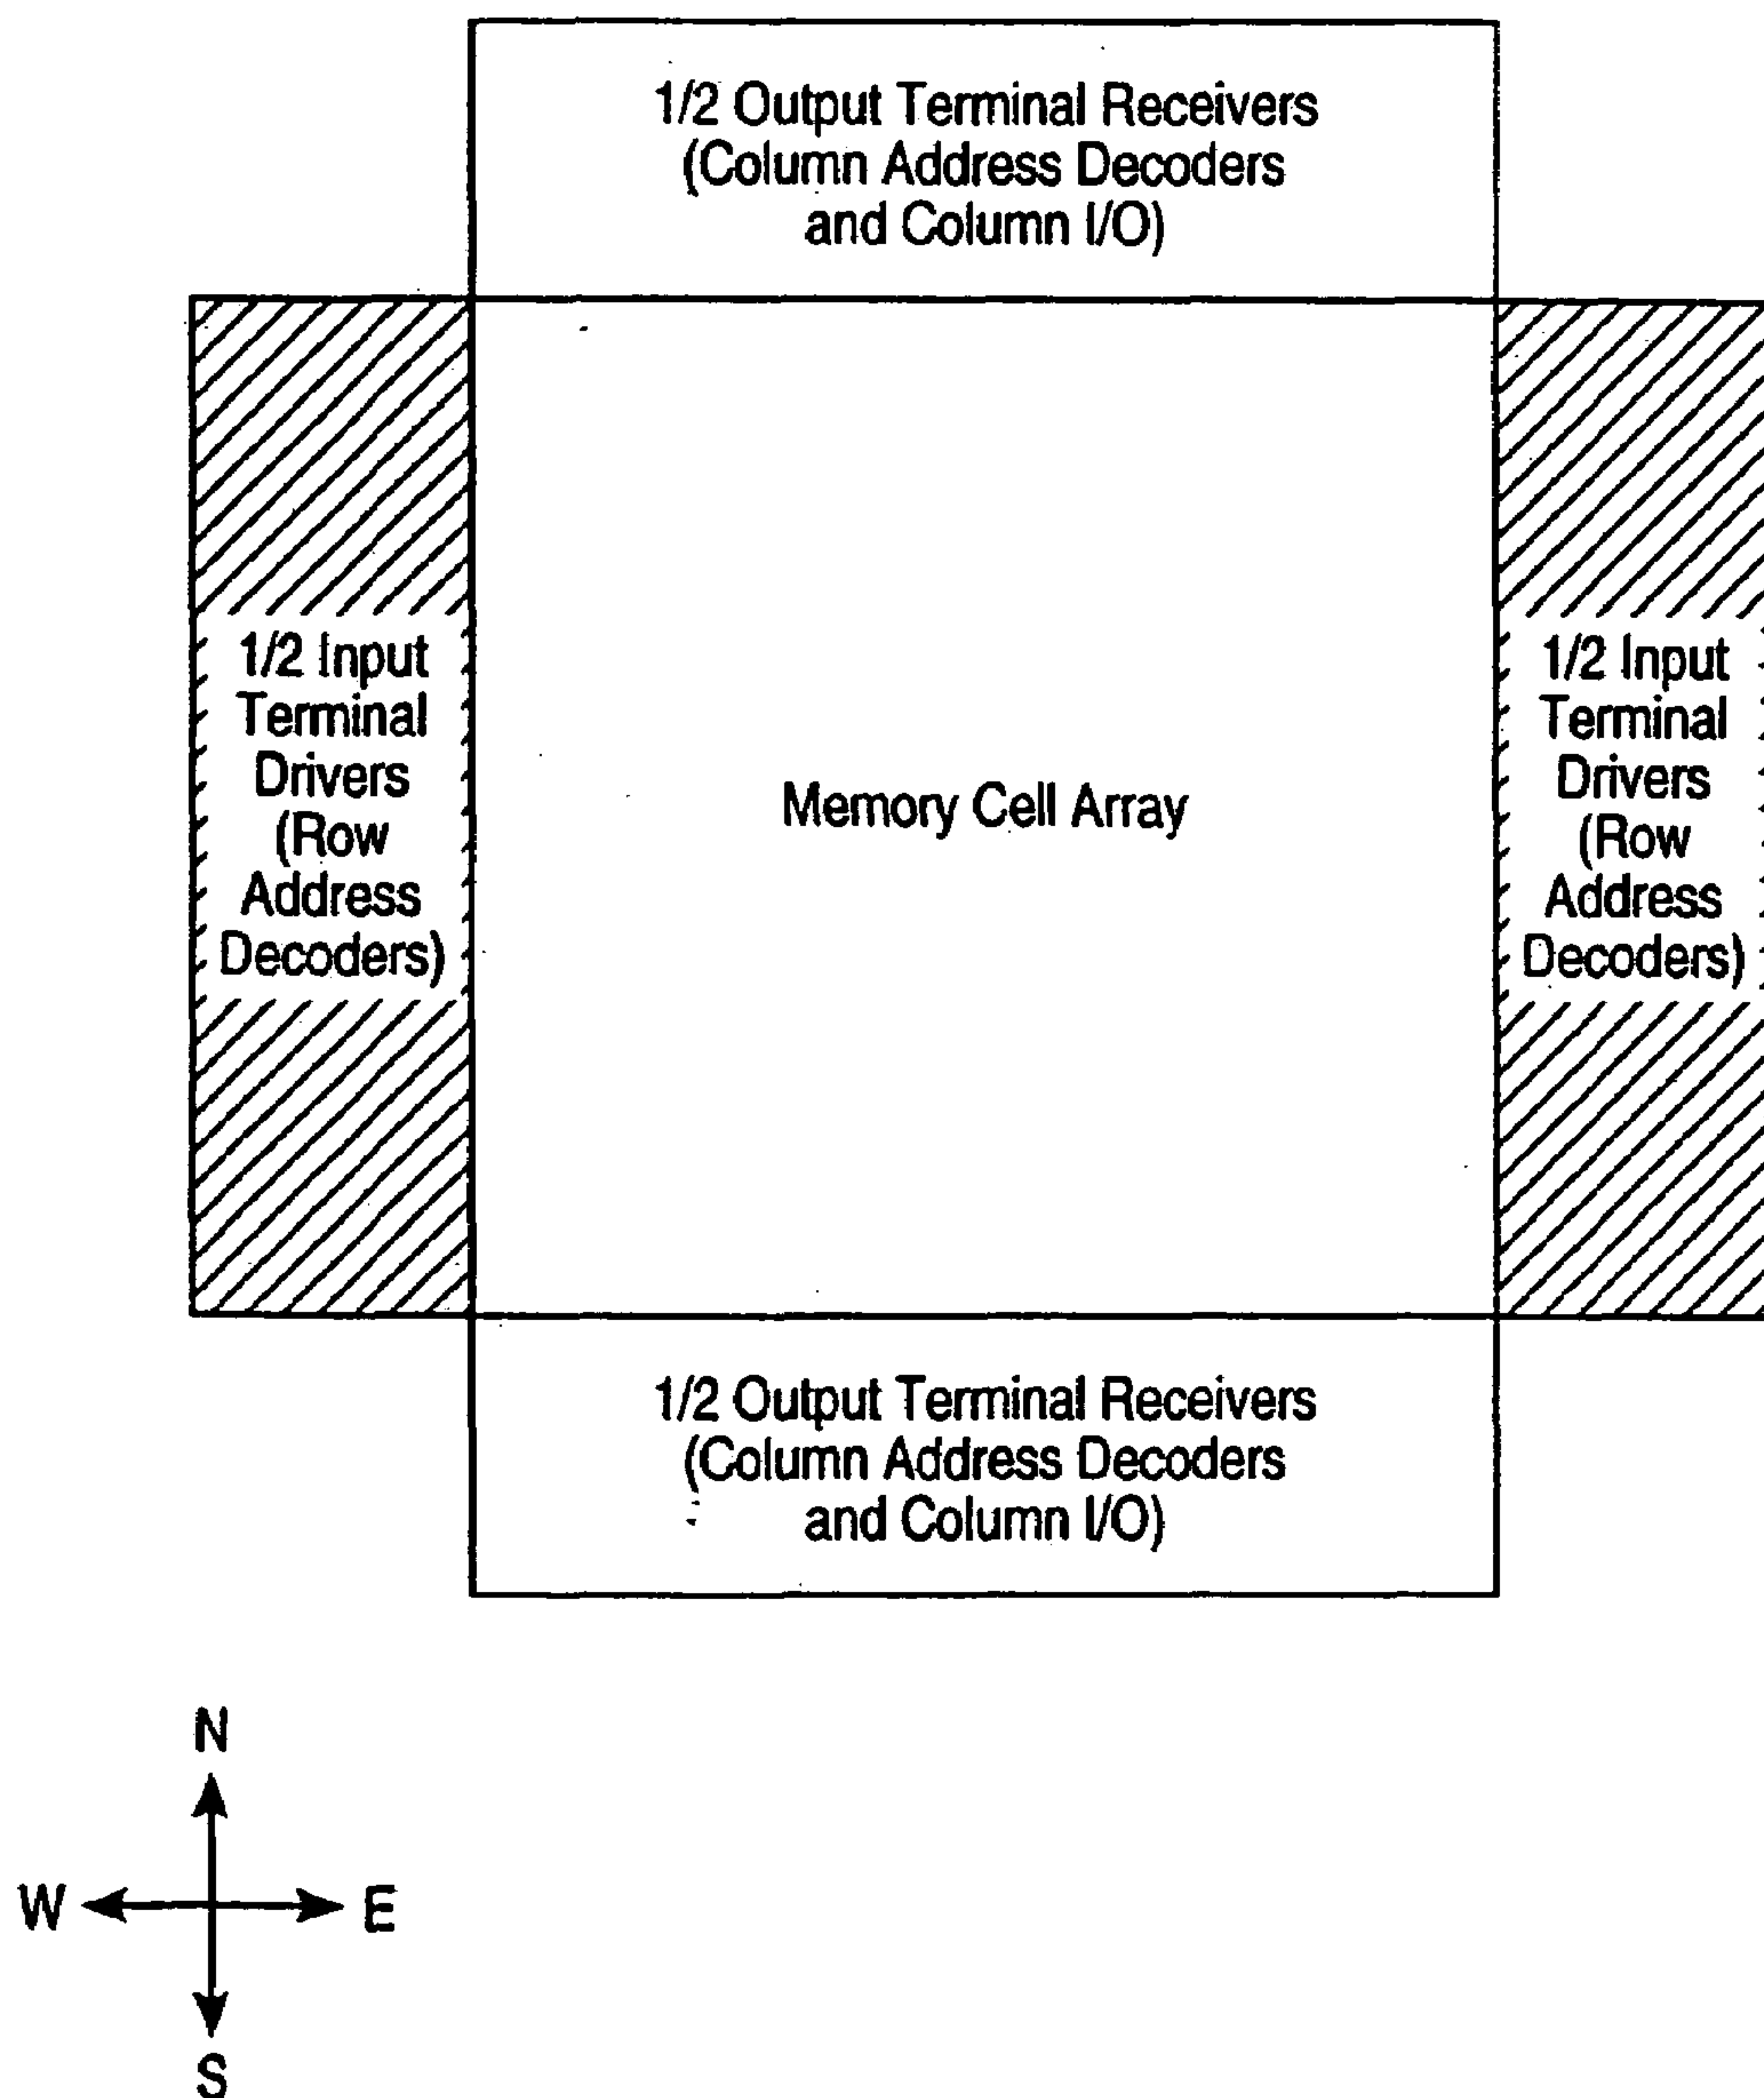 1/2 Output Terminal Receivers
(Column Address Decoders
and Column I/O)
1/2 Input
Terminal
Drivers
(Row
Address
Decoders)
Memory Cell Array
1/2 Input
Terminal
Drivers
(Row
Address
Decoders)
1/2 Output Terminal Receivers
(Column Address Decoders
and Column I/O)
N
W E
S